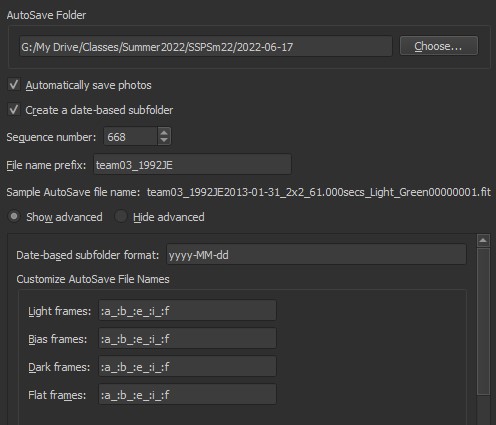 AutoSave Folder
G:/My Drive/Classes/Summer2022/SSPSm22/2022-06-17 Choose...
Automatically save photos
Create a date-based subfolder
Sequence number: 668
File name prefix: team03_1992JE
Sample AutoSave file name: team03_1992JE2013-01-31_2x2_61.000secs_Light_Green00000001.fit
Show advanced Hide advanced
Date-based subfolder format: yyyy-MM-dd
Customize AutoSave File Names
Light frames: :a_:b_:e_:i_:f
Bias frames: :a_:b_:e_:i_:f
Dark frames: :a_:b_:e_:i_:f
Flat frames: :a_:b_:e_:i_:f